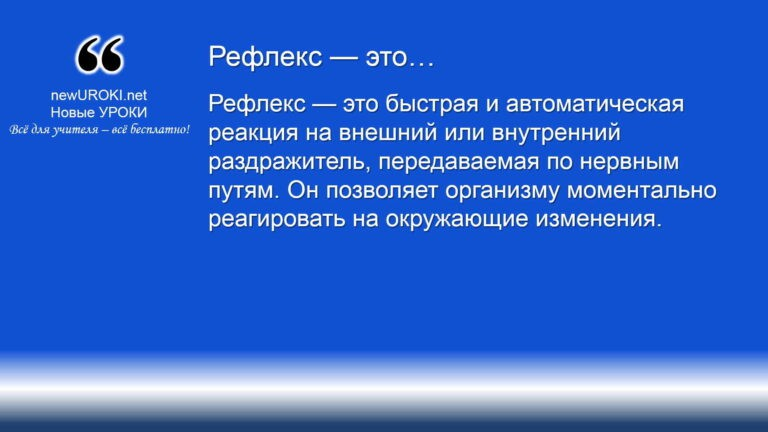 ❝
newUROKI.net
Новые УРОКИ
Всё для учителя – всё бесплатно!
Рефлекс — это…
Рефлекс — это быстрая и автоматическая
реакция на внешний или внутренний
раздражитель, передаваемая по нервным
путям. Он позволяет организму моментально
реагировать на окружающие изменения.